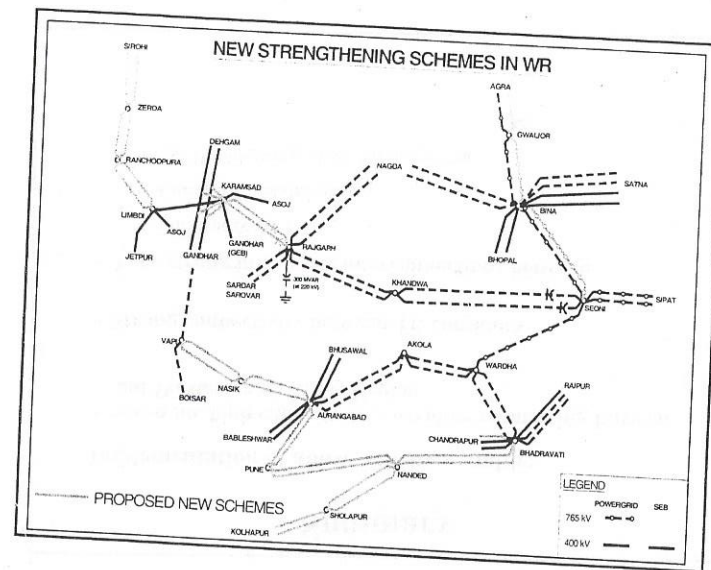 NEW STRENGTHENING SCHEMES IN WR
SIROHI
AGRA
ZERDA
GWALIOR
DEHGAM
RANCHODPURA
NAGDA
KARAMSAD
SATNA
ASOJ
BINA
LIMBDI
ASOJ
GANDHAR
(GEB)
RAJGARH
BHOPAL
JETPUR
GANDHAR
KHANDWA
SARDAR
SAROVAR
300 MVAR
(at 220 kV)
SIPAT
SEONI
VAPI
BHUSAWAL
AKOLA
WARDHA
NASIK
RAIPUR
BOISAR
AURANGABAD
BABLESHWAR
CHANDRAPUR
BHADRAVATI
PUNE
NANDED
LEGEND
POWERGRID SEB
PROPOSED NEW SCHEMES
765 kV
SHOLAPUR
400 kV
KOLHAPUR